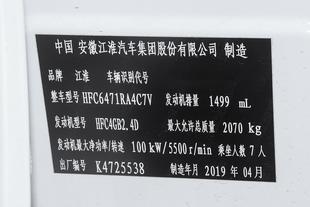 中国 安徽江淮汽车集团股份有限公司 制造
品牌 江淮 车辆识别代号
整车型号 HFC6471RA4C7V 发动机排量 1499 mL
发动机型号 HFC4GB2.4D 最大允许总质量 2070 kg
发动机最大净功率/转速 100 kW/5500 r/min 乘坐人数 7 人
出厂编号 K4725538 制造年月 2019 年 04 月